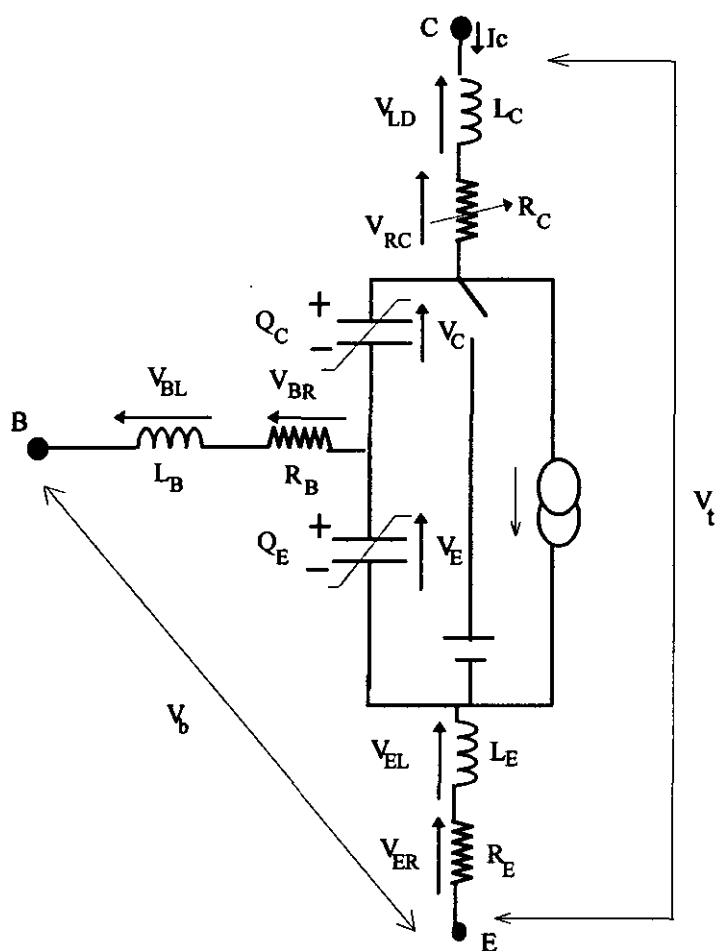 C Ic
V_LD L_C
V_RC R_C
+
Q_C V_C
−
V_BL V_BR
B
L_B R_B
V_t
+
Q_E V_E
−
V_b
V_EL L_E
V_ER R_E
E